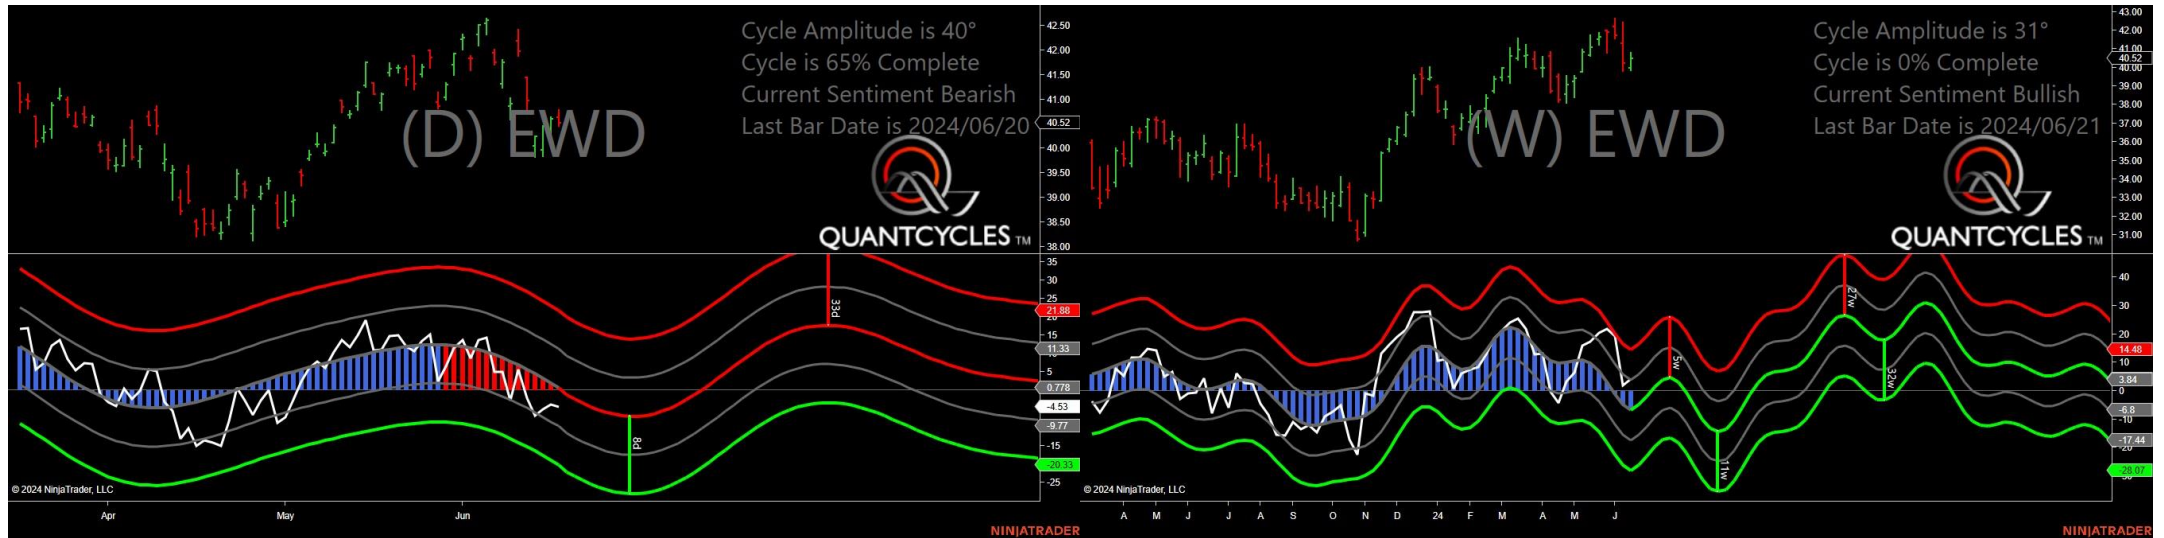 Cycle Amplitude is 40°
Cycle is 65% Complete
Current Sentiment Bearish
Last Bar Date is 2024/06/20
(D) EWD
QUANTCYCLES TM
42.50
42.00
41.50
41.00
40.52
40.00
39.50
39.00
38.50
38.00
35
30
25
21.88
15
11.33
5
0.778
-4.53
-9.77
-15
-20.33
-25
33d
8d
© 2024 NinjaTrader, LLC
Apr May Jun
NINJATRADER
Cycle Amplitude is 31°
Cycle is 0% Complete
Current Sentiment Bullish
Last Bar Date is 2024/06/21
(W) EWD
QUANTCYCLES TM
43.00
42.00
41.00
40.52
40.00
39.00
38.00
37.00
36.00
35.00
34.00
33.00
32.00
31.00
40
30
20
14.48
10
3.84
0
-6.8
-10
-17.44
-28.07
5w
11w
27w
32w
© 2024 NinjaTrader, LLC
A M J J A S O N D 24 F M A M J
NINJATRADER